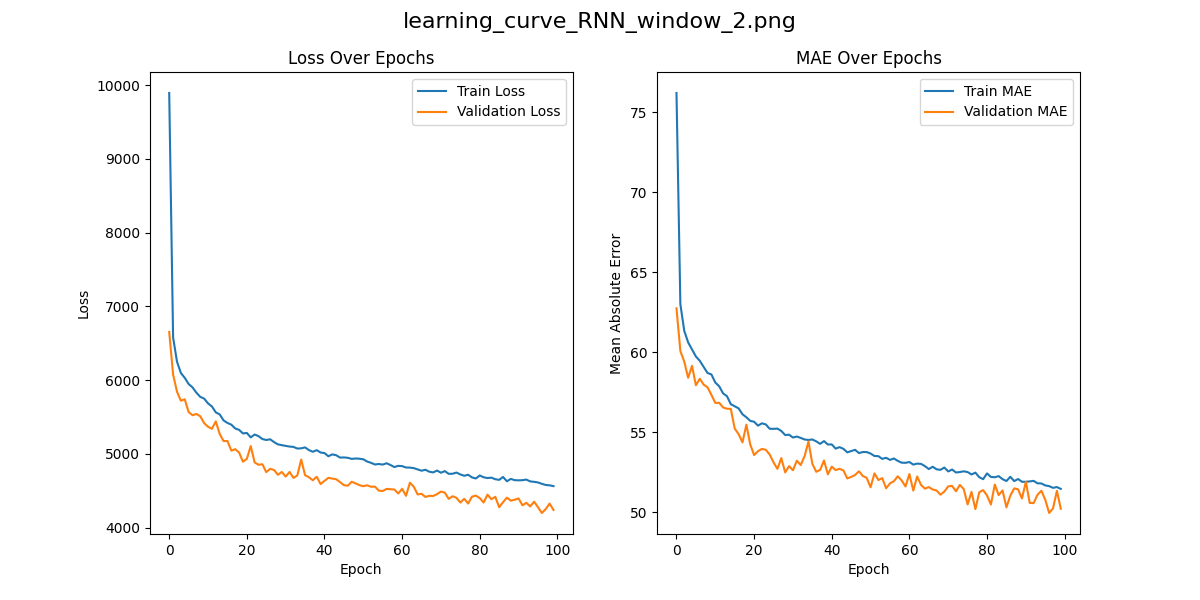 learning_curve_RNN_window_2.png
Loss Over Epochs
Train Loss
Validation Loss
10000
9000
8000
7000
6000
5000
4000
Loss
0
20
40
60
80
100
Epoch
MAE Over Epochs
Train MAE
Validation MAE
75
70
65
60
55
50
Mean Absolute Error
0
20
40
60
80
100
Epoch